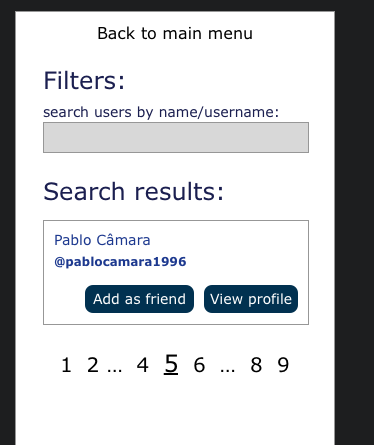 Back to main menu
Filters:
search users by name/username:
Search results:
Pablo Câmara
@pablocamara1996
Add as friend View profile
1 2 ... 4 5 6 ... 8 9